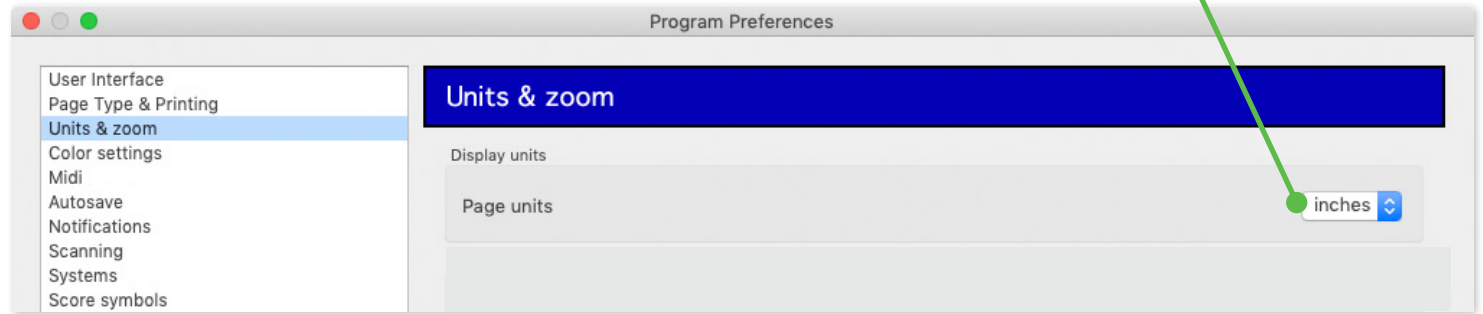 Program Preferences
User Interface
Page Type & Printing
Units & zoom
Color settings
Midi
Autosave
Notifications
Scanning
Systems
Score symbols
Units & zoom
Display units
Page units
inches